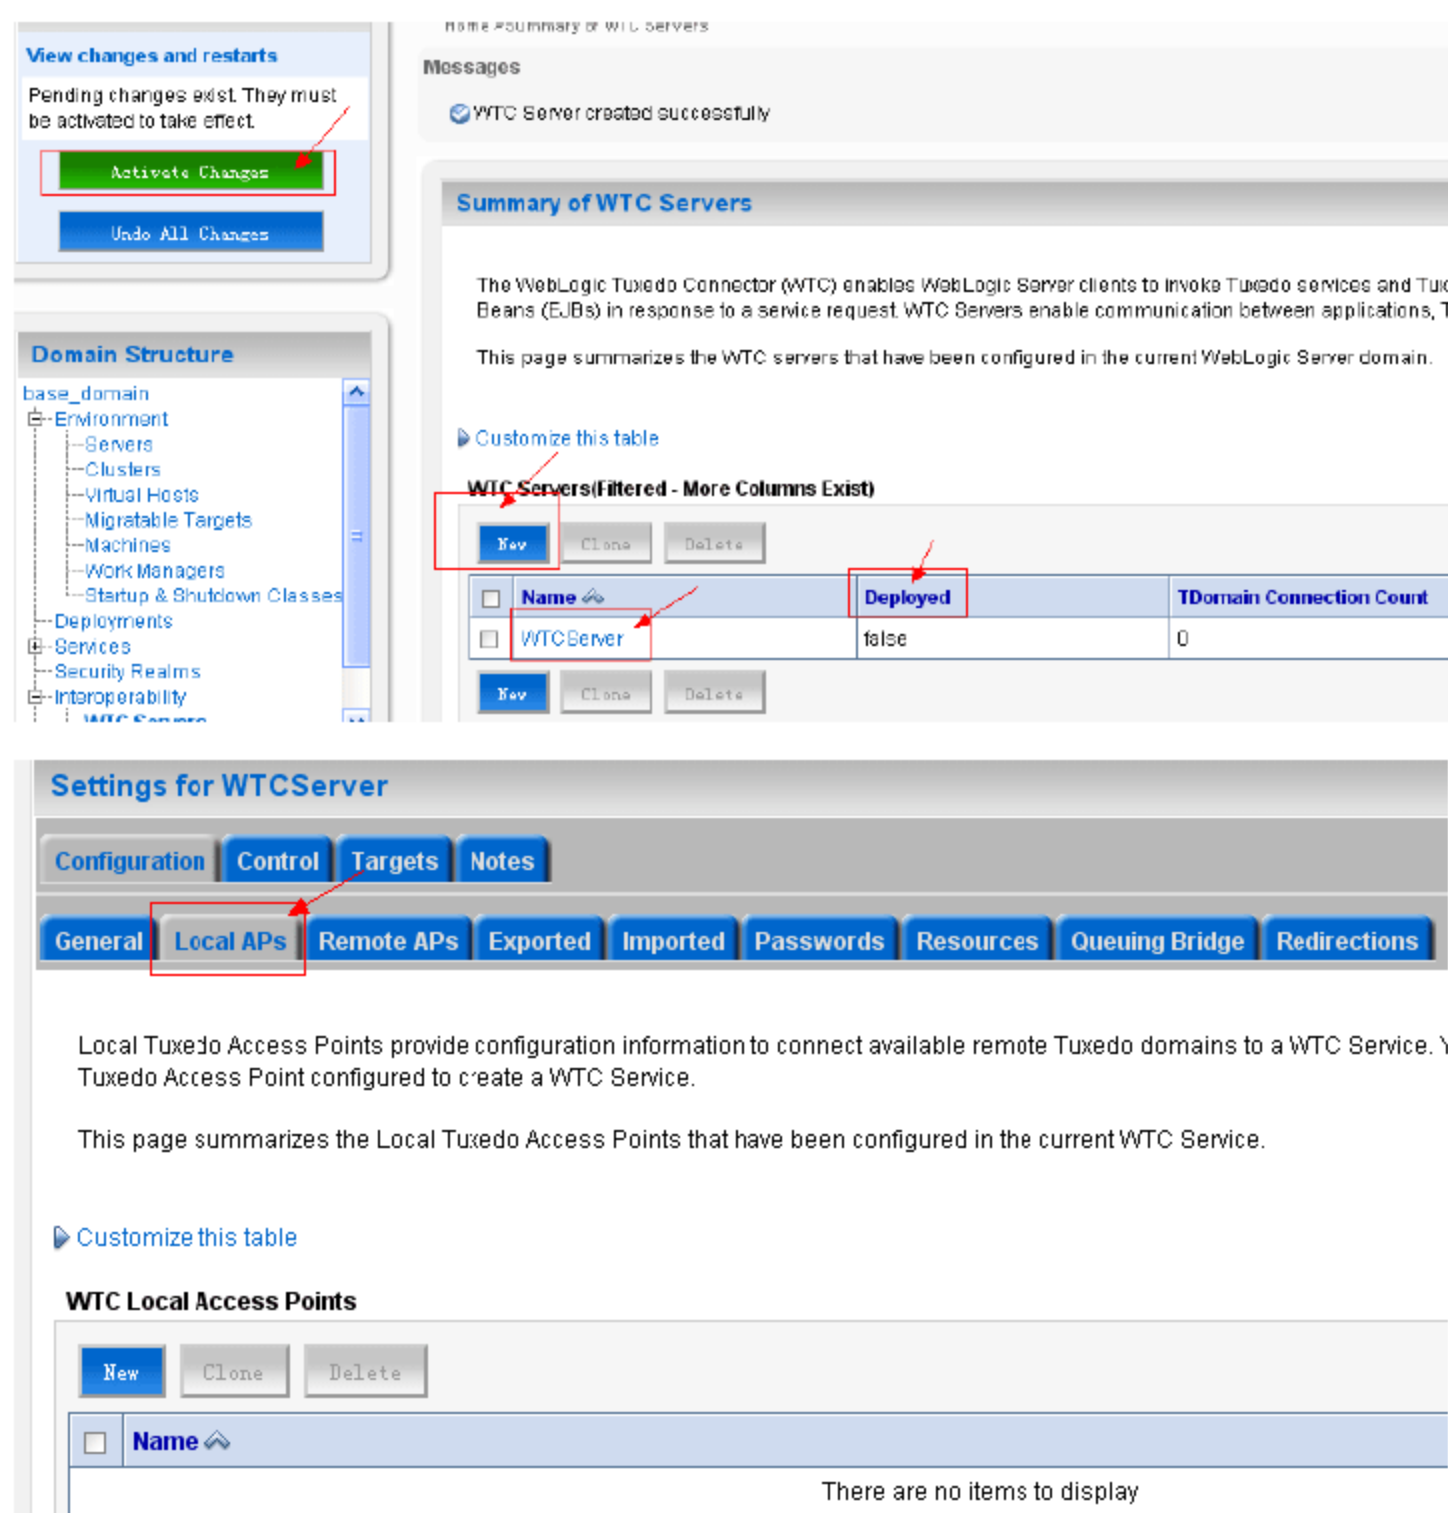 Home >Summary of WTC Servers
View changes and restarts
Pending changes exist. They must
be activated to take effect.
Activate Changes
Undo All Changes
Messages
WTC Server created successfully
Summary of WTC Servers
The WebLogic Tuxedo Connector (WTC) enables WebLogic Server clients to invoke Tuxedo services and
Beans (EJBs) in response to a service request. WTC Servers enable communication between applications,
This page summarizes the WTC servers that have been configured in the current WebLogic Server domain.
Domain Structure
base_domain
Environment
Servers
Clusters
Virtual Hosts
Migratable Targets
Machines
Work Managers
Startup & Shutdown Classes
Deployments
Services
Security Realms
Interoperability
WTC Servers
Customize this table
WTC Servers(Filtered - More Columns Exist)
New Clone Delete
Name Deployed TDomain Connection Count
WTCServer false 0
New Clone Delete
Settings for WTCServer
Configuration Control Targets Notes
General Local APs Remote APs Exported Imported Passwords Resources Queuing Bridge Redirections
Local Tuxedo Access Points provide configuration information to connect available remote Tuxedo domains to a WTC Service.
Tuxedo Access Point configured to create a WTC Service.
This page summarizes the Local Tuxedo Access Points that have been configured in the current WTC Service.
Customize this table
WTC Local Access Points
New Clone Delete
Name
There are no items to display